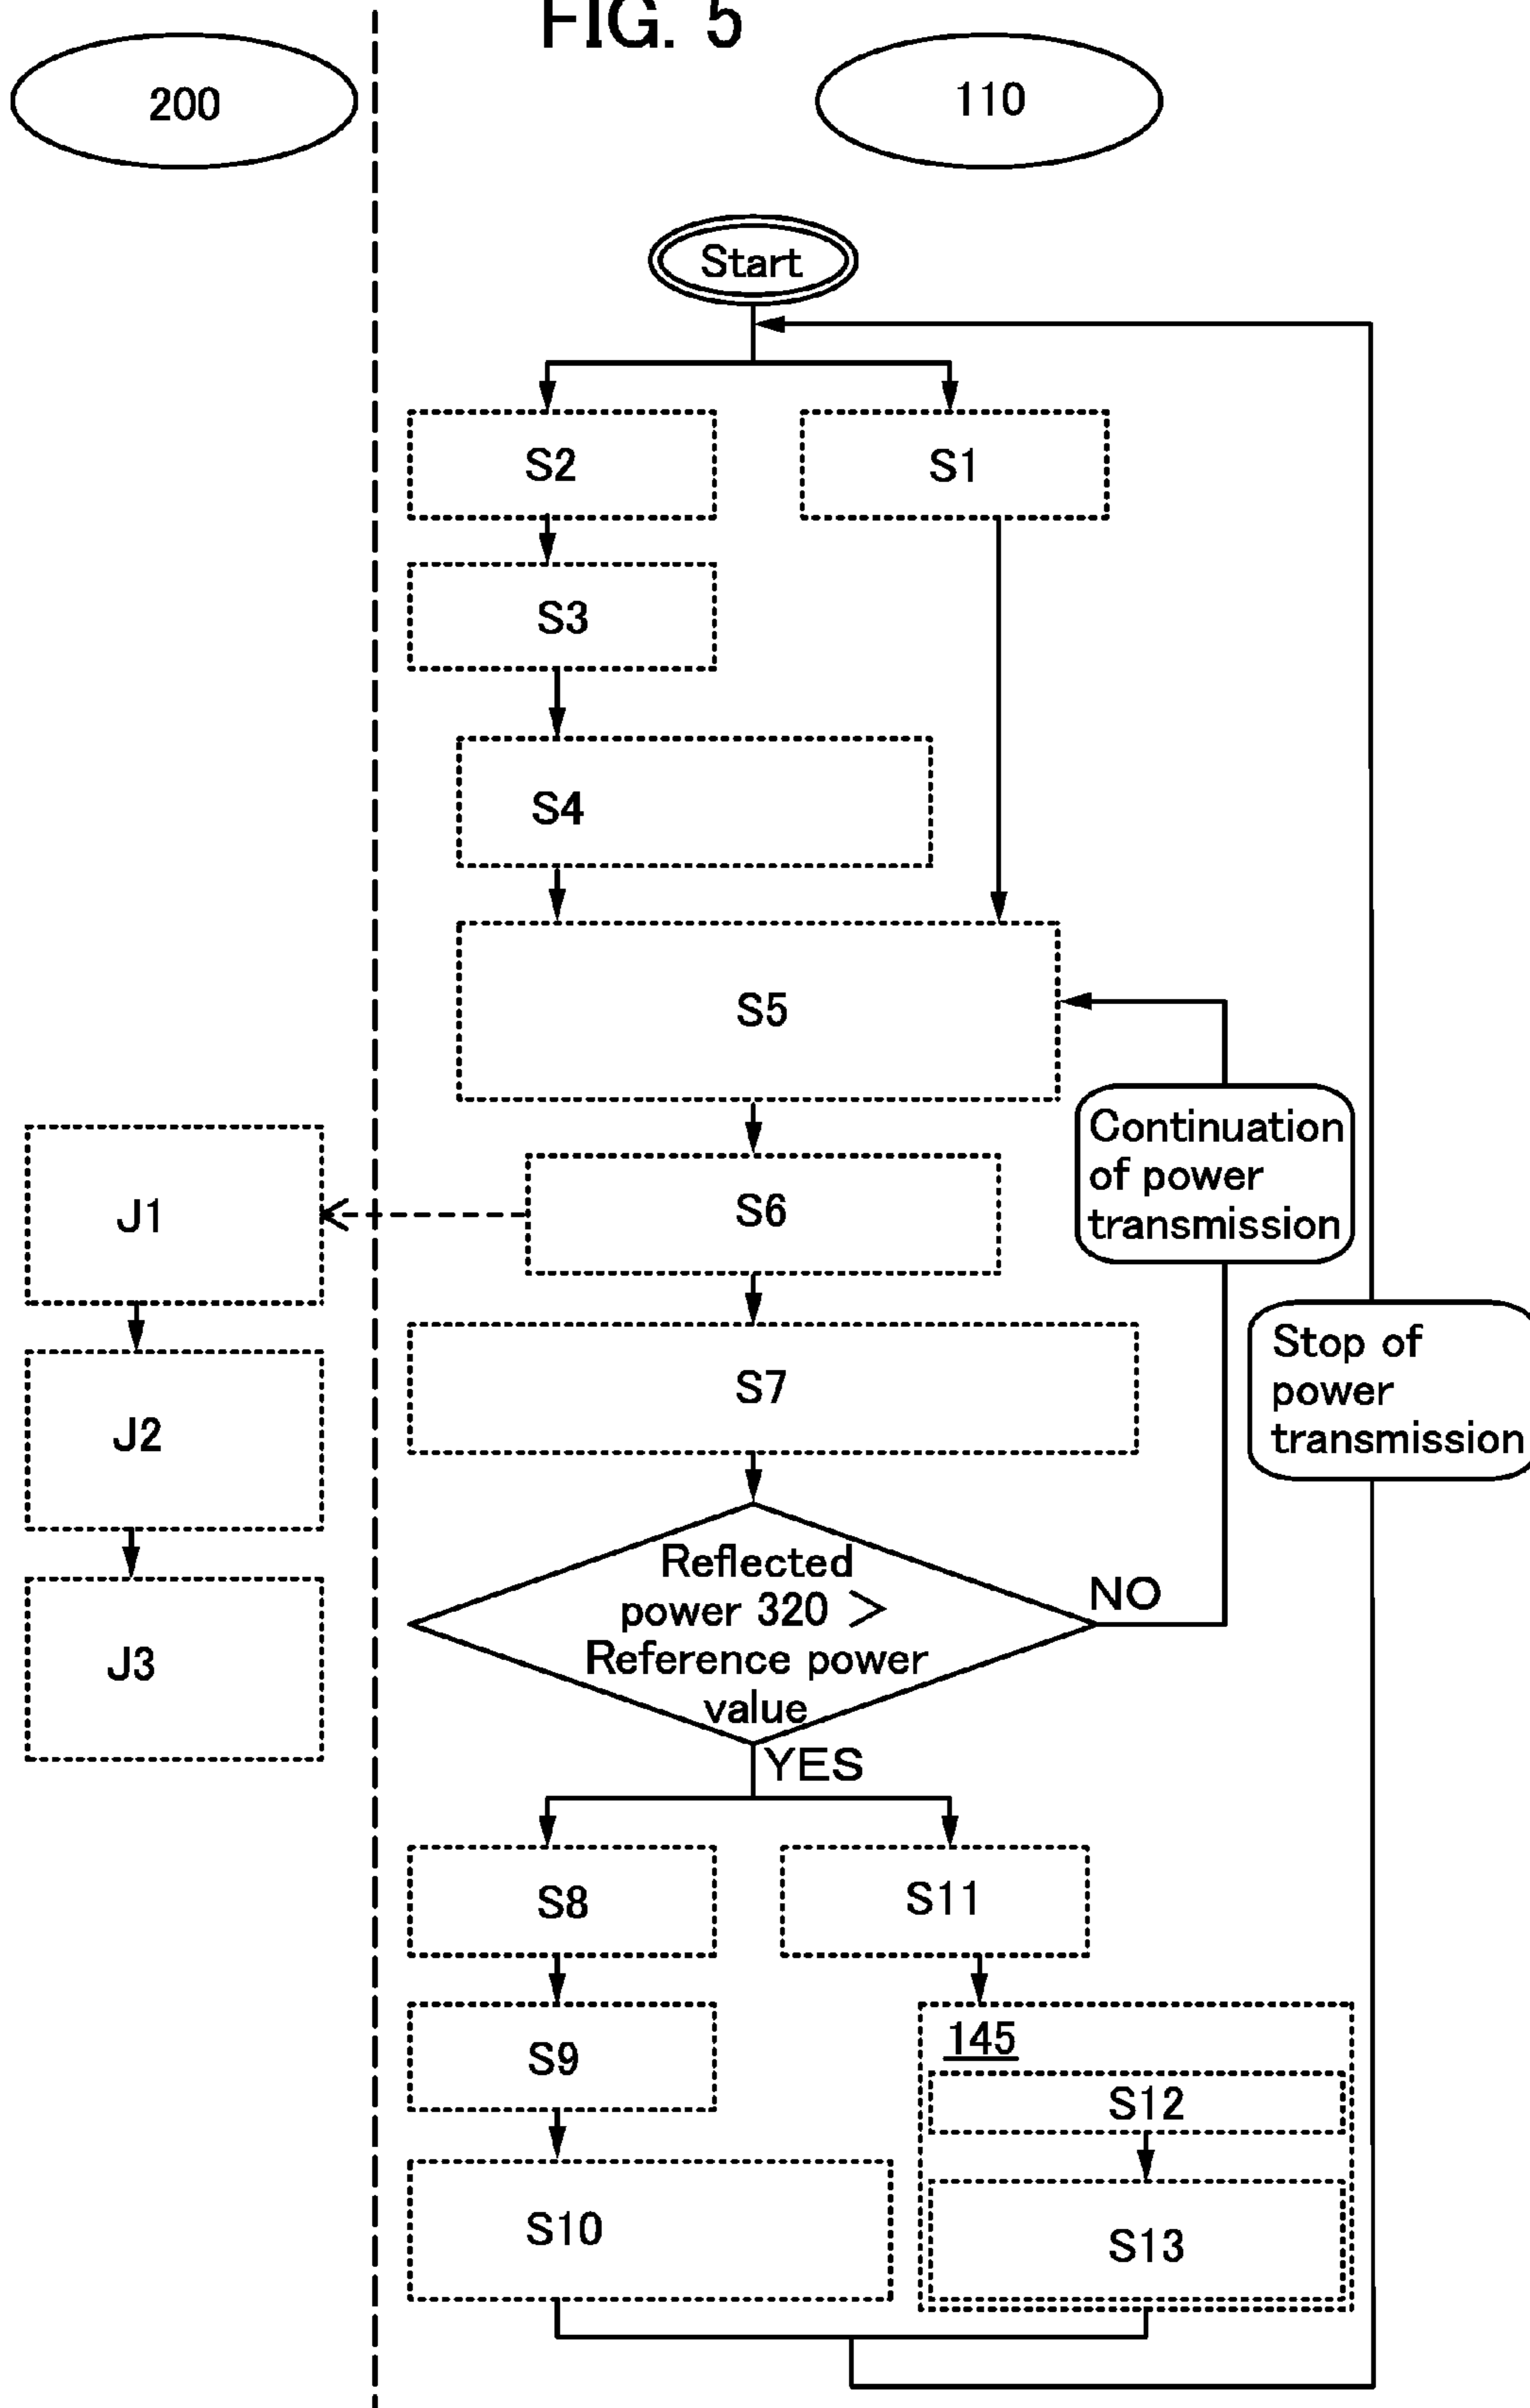 FIG. 5
200
110
Start
S2
S1
S3
S4
S5
Continuation
of power
transmission
J1
S6
Stop of
power
transmission
S7
J2
Reflected
power 320 >
Reference power
value
NO
J3
YES
S8
S11
S9
145
S12
S10
S13